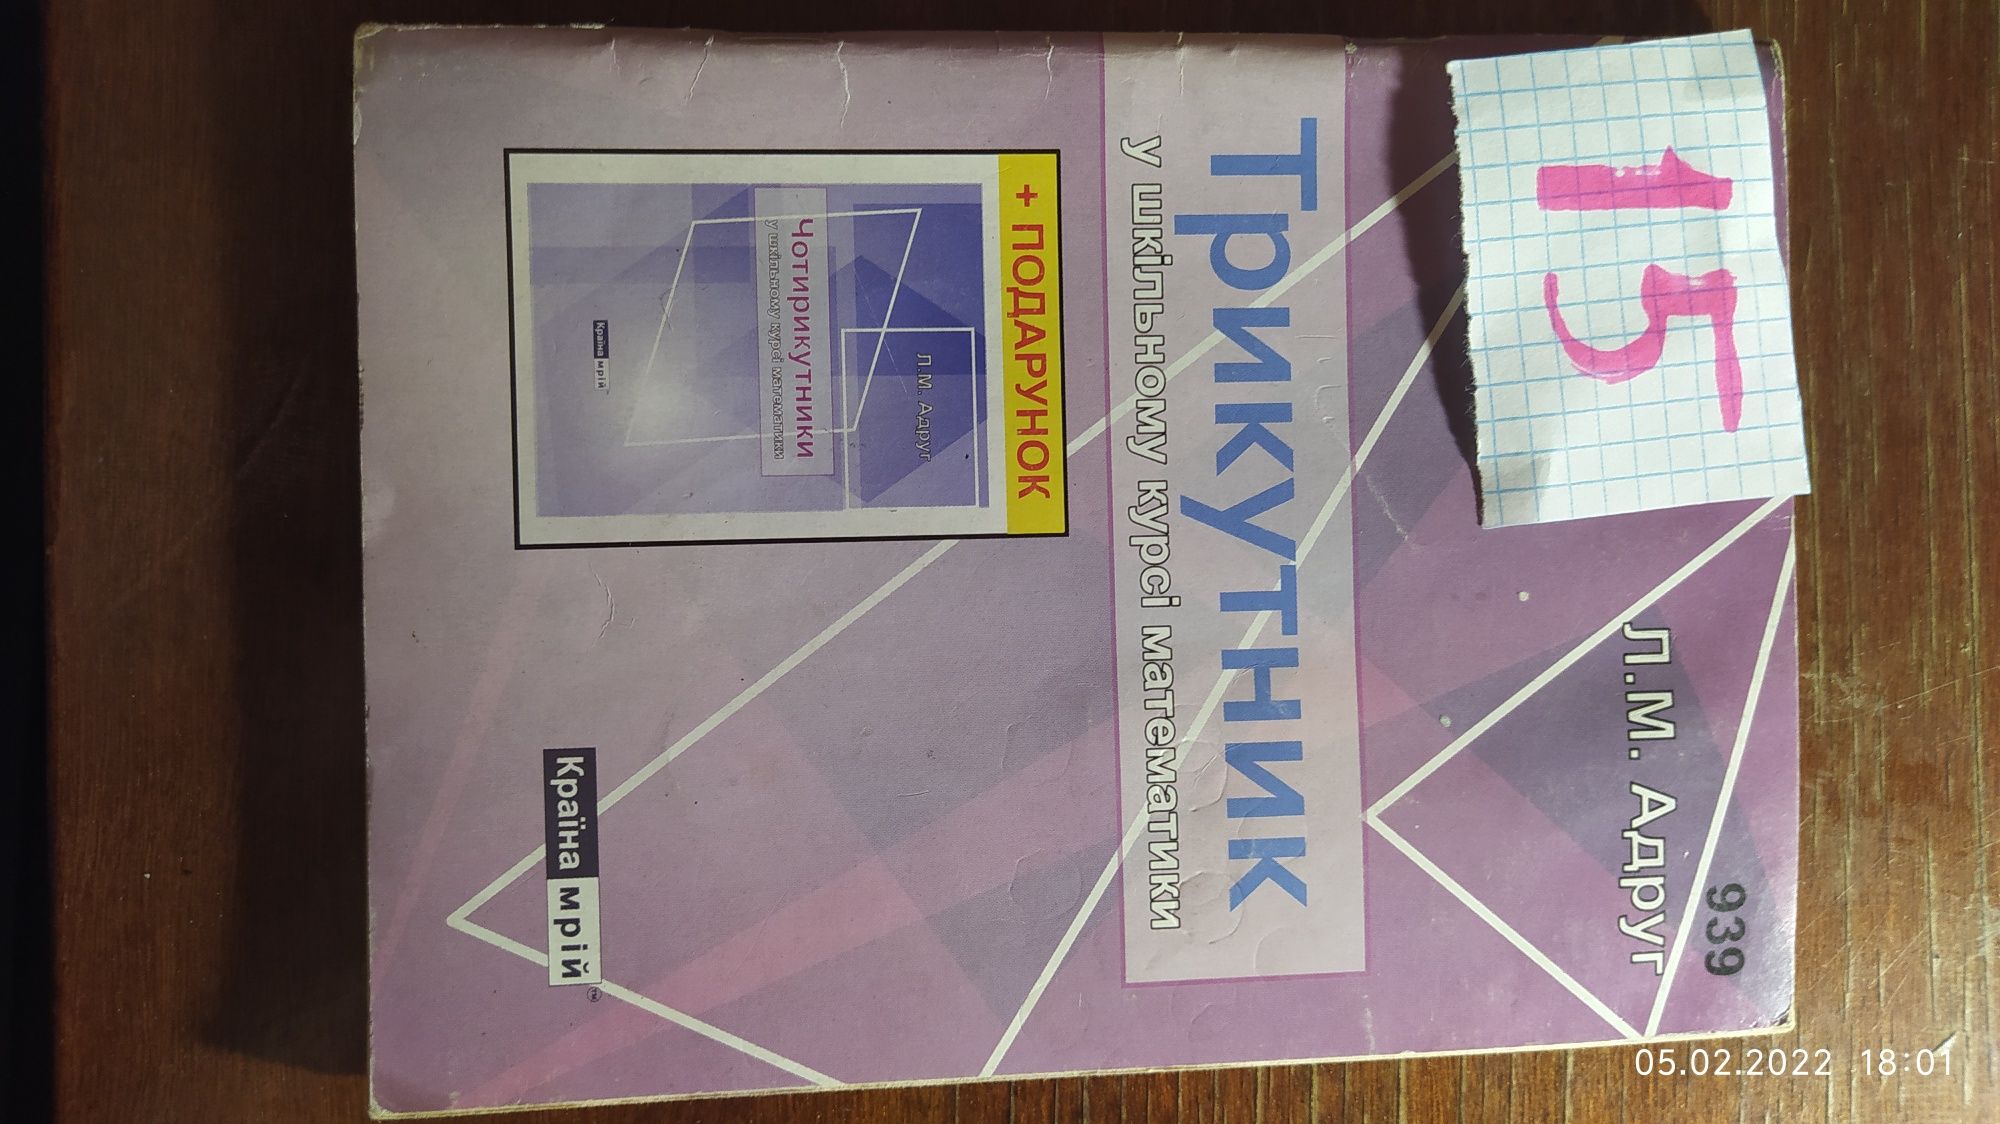 15
939
Л.М. Адруг
Трикутник
у шкільному курсі математики
+ ПОДАРУНОК
Л.М. Адруг
Чотирикутники
у шкільному курсі математики
Країна мрій
Країна мрій™
05.02.2022 18:01